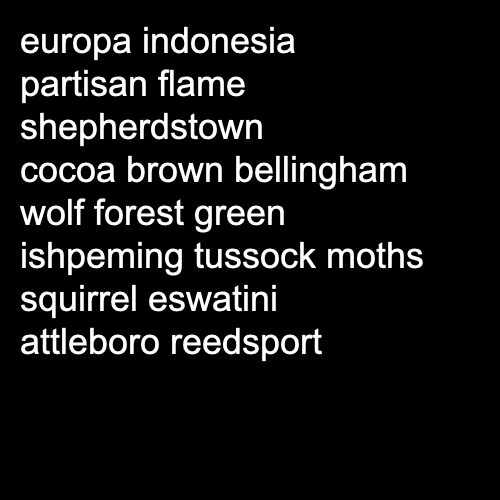 europa indonesia
partisan flame
shepherdstown
cocoa brown bellingham
wolf forest green
ishpeming tussock moths
squirrel eswatini
attleboro reedsport